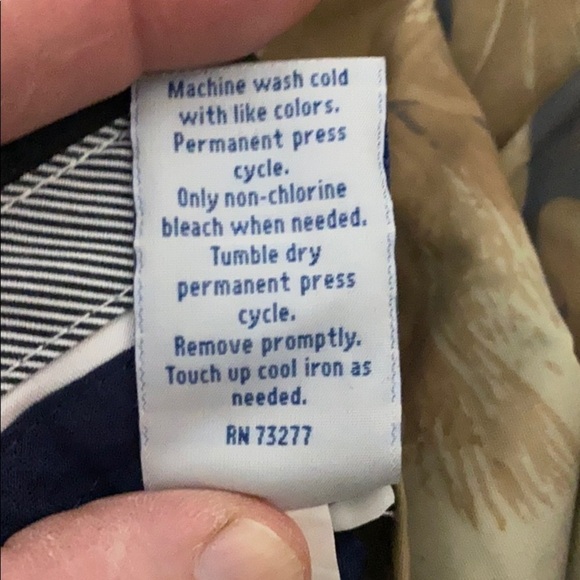 Machine wash cold
with like colors.
Permanent press
cycle.
Only non-chlorine
bleach when needed.
Tumble dry
permanent press
cycle.
Remove promptly.
Touch up cool iron as
needed.
RN 73277